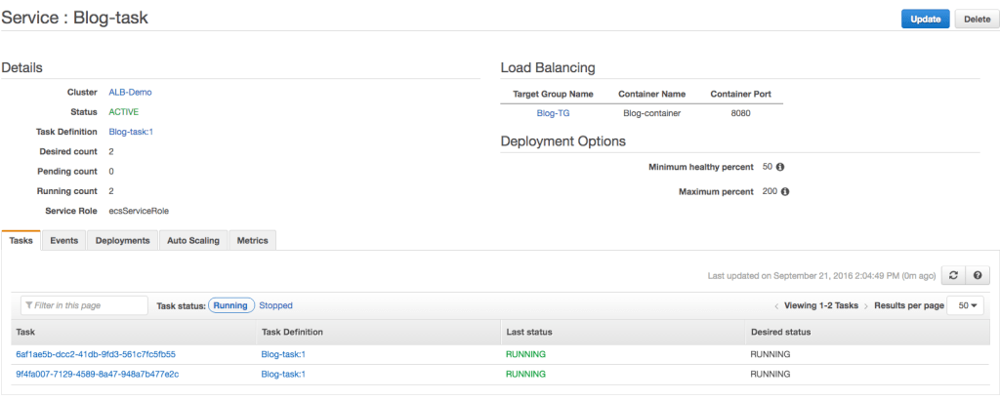 Service : Blog-task
Update
Delete
Details
Cluster ALB-Demo
Status ACTIVE
Task Definition Blog-task:1
Desired count 2
Pending count 0
Running count 2
Service Role ecsServiceRole
Load Balancing
Target Group Name Container Name Container Port
Blog-TG Blog-container 8080
Deployment Options
Minimum healthy percent 50
Maximum percent 200
Tasks Events Deployments Auto Scaling Metrics
Last updated on September 21, 2016 2:04:49 PM (0m ago)
Filter in this page Task status: Running Stopped Viewing 1-2 Tasks Results per page 50
Task Task Definition Last status Desired status
6af1ae5b-dcc2-41db-9fd3-561c7fc5fb55 Blog-task:1 RUNNING RUNNING
9f4fa007-7129-4589-8a47-948a7b477e2c Blog-task:1 RUNNING RUNNING